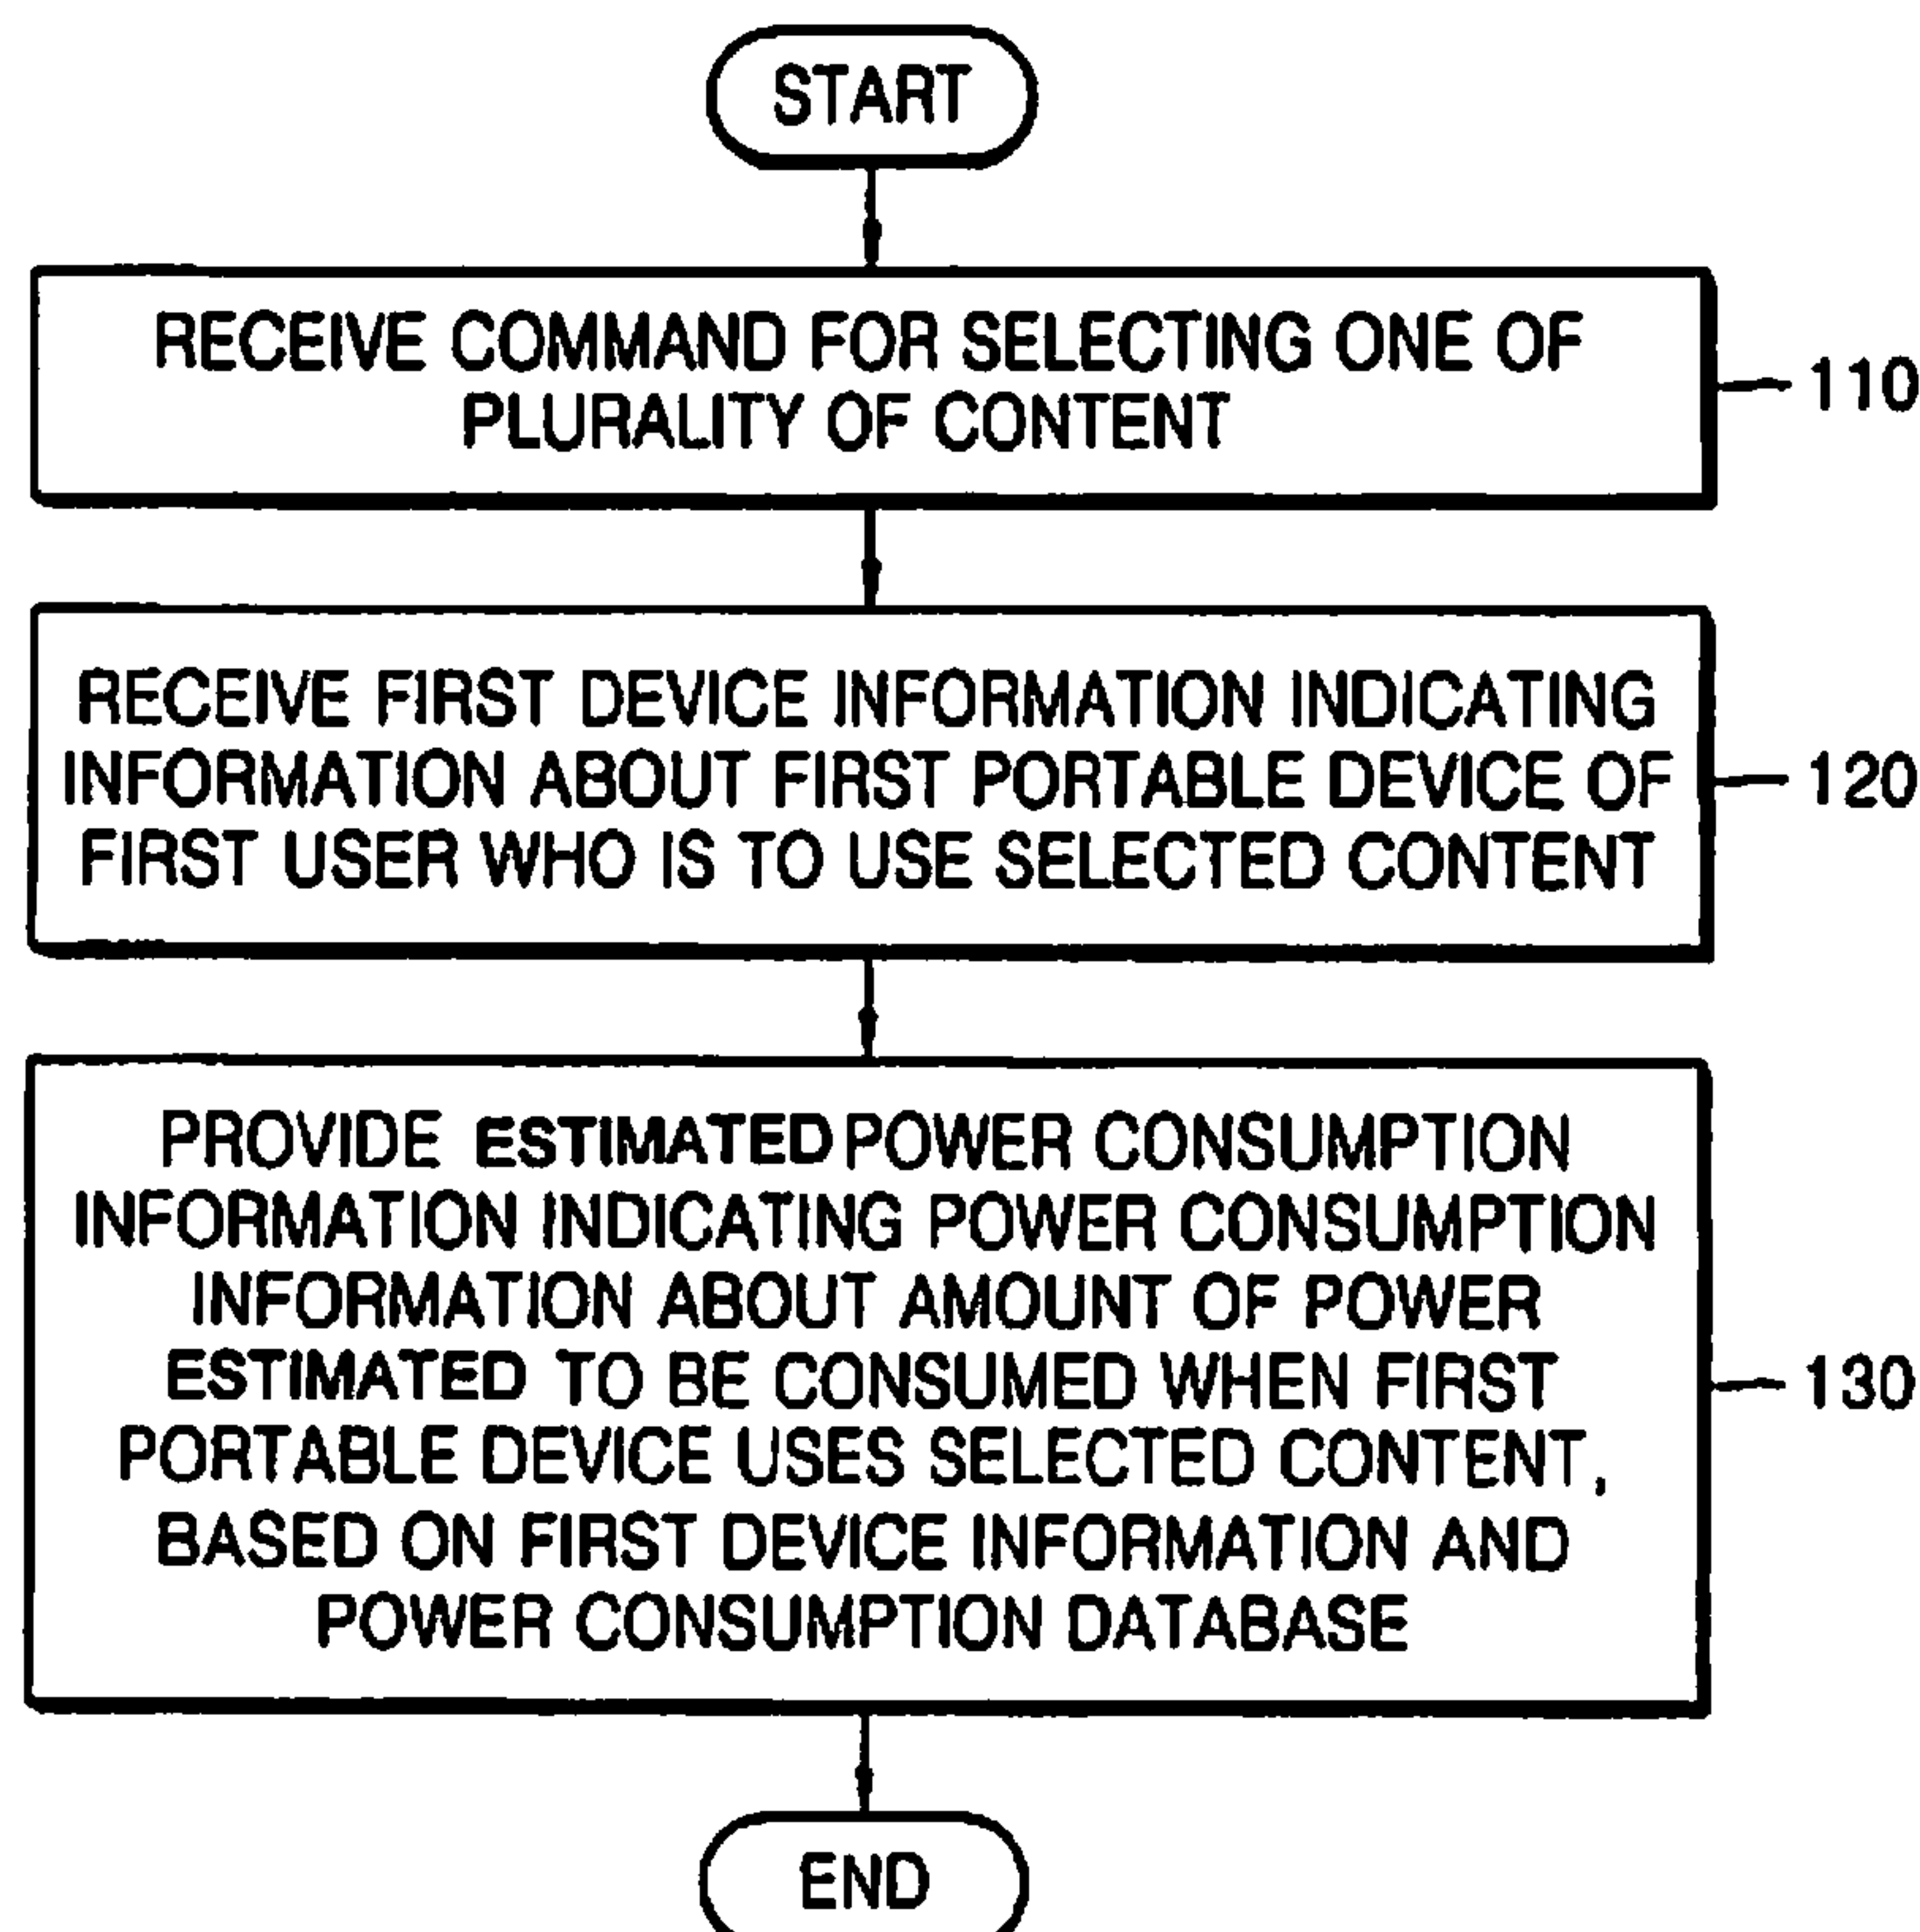 START
RECEIVE COMMAND FOR SELECTING ONE OF
PLURALITY OF CONTENT
110
RECEIVE FIRST DEVICE INFORMATION INDICATING
INFORMATION ABOUT FIRST PORTABLE DEVICE OF
FIRST USER WHO IS TO USE SELECTED CONTENT
120
PROVIDE ESTIMATED POWER CONSUMPTION
INFORMATION INDICATING POWER CONSUMPTION
INFORMATION ABOUT AMOUNT OF POWER
ESTIMATED TO BE CONSUMED WHEN FIRST
PORTABLE DEVICE USES SELECTED CONTENT,
BASED ON FIRST DEVICE INFORMATION AND
POWER CONSUMPTION DATABASE
130
END